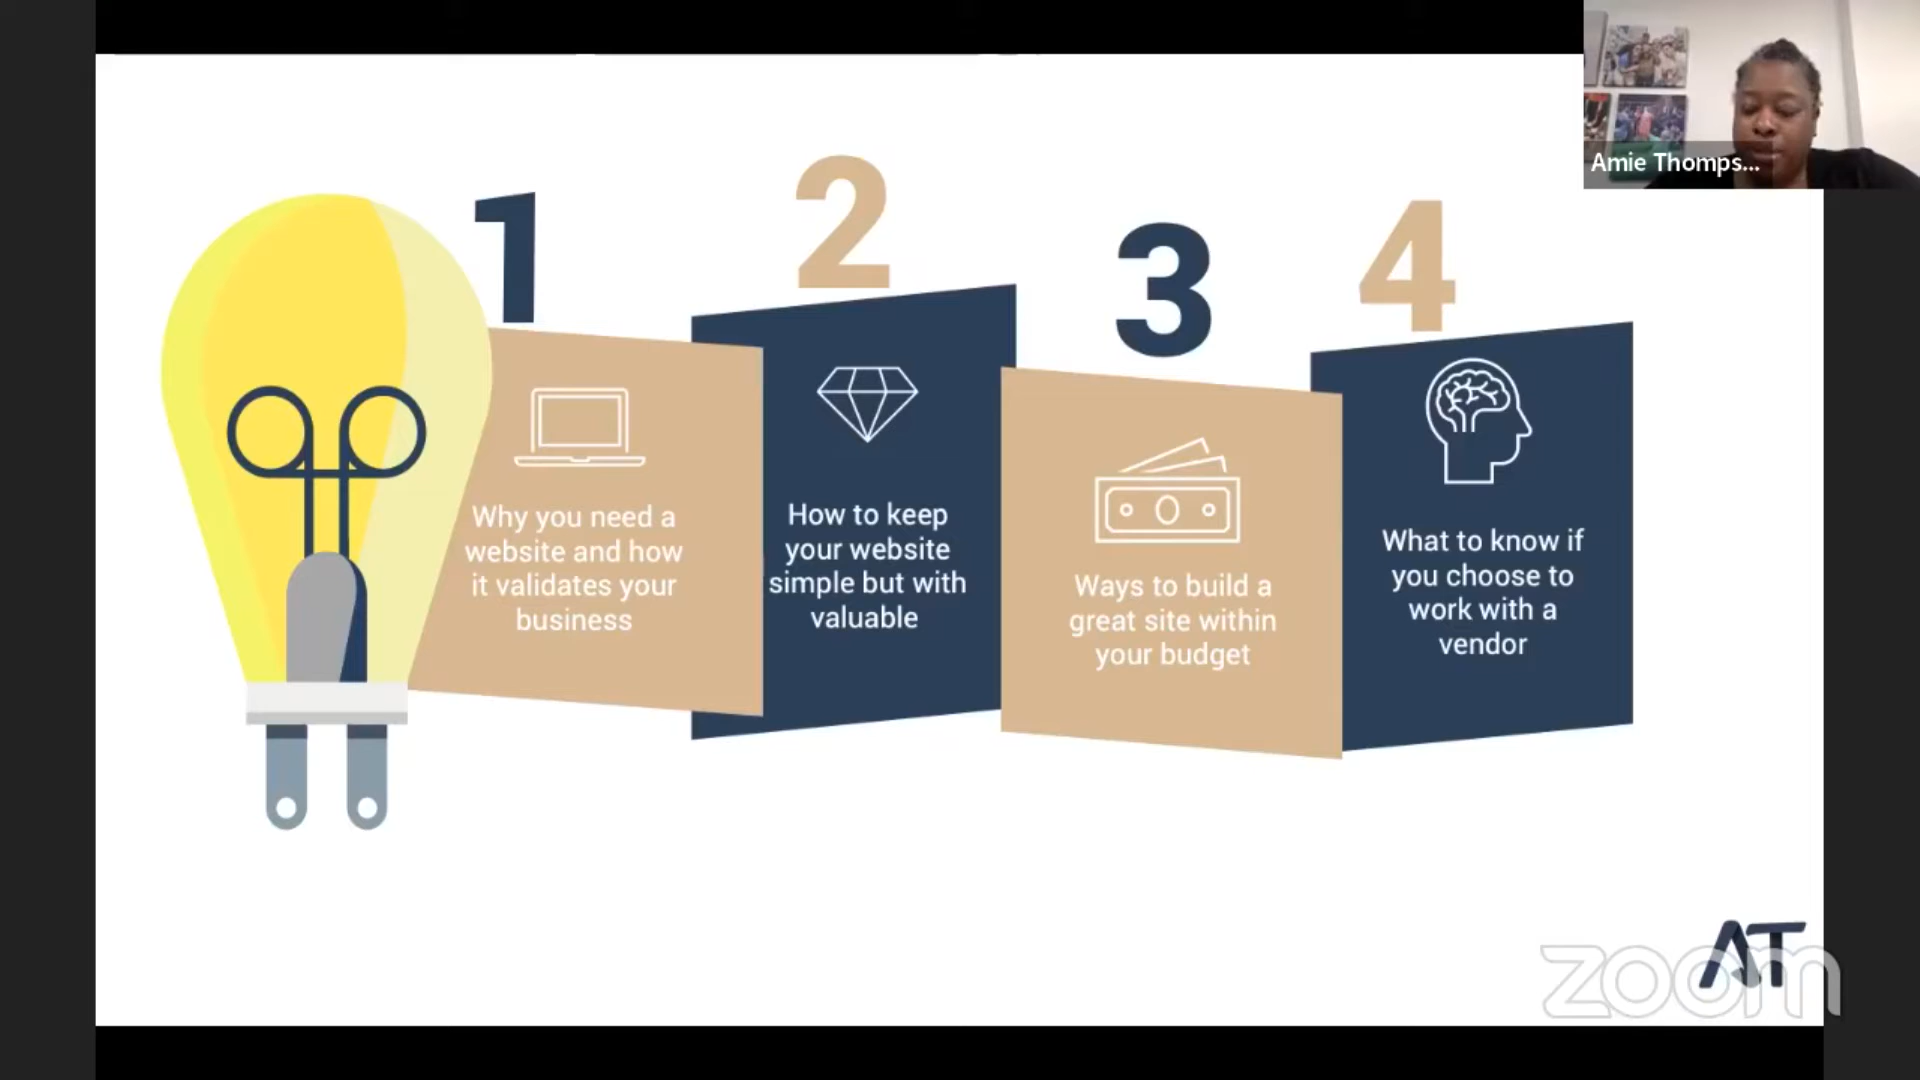 Amie Thomps...
1
2
3
4
Why you need a
website and how
it validates your
business
How to keep
your website
simple but with
valuable
Ways to build a
great site within
your budget
What to know if
you choose to
work with a
vendor
AT
zoom